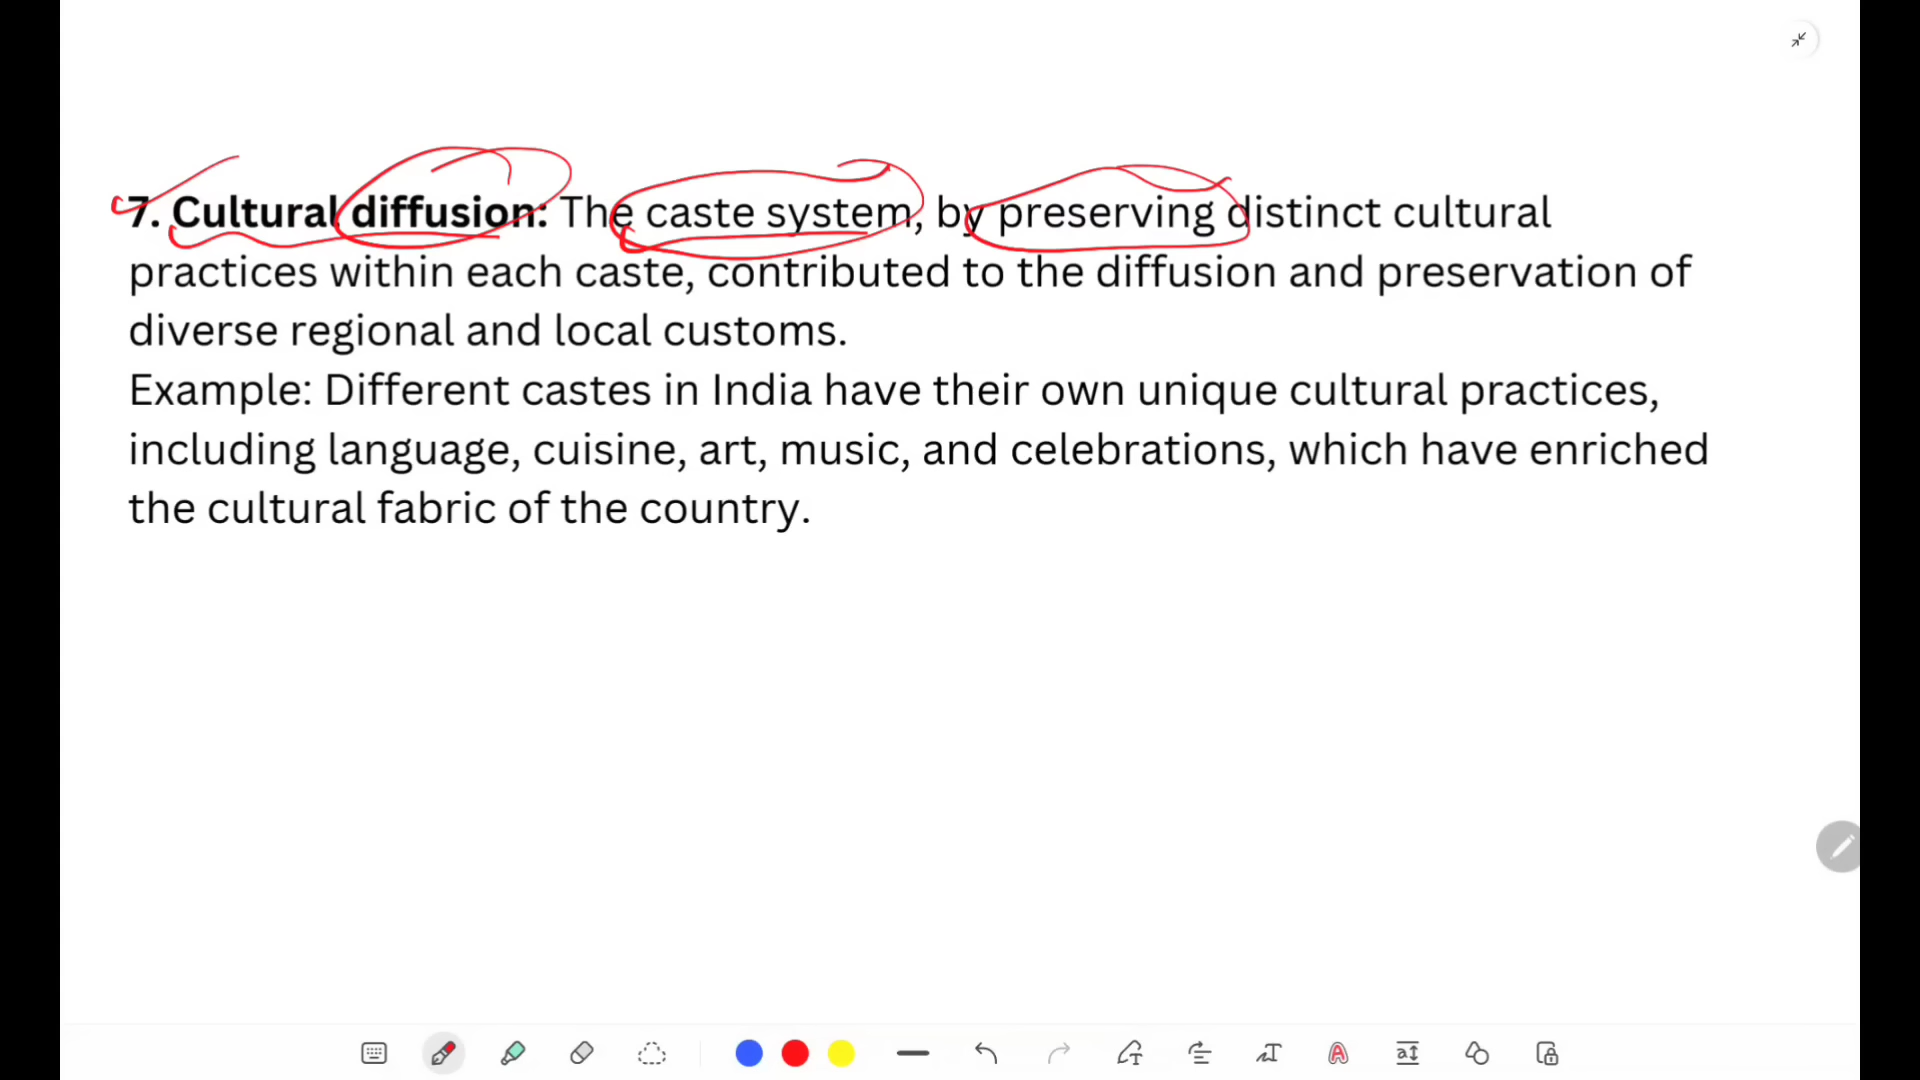 7. Cultural diffusion: The caste system, by preserving distinct cultural
practices within each caste, contributed to the diffusion and preservation of
diverse regional and local customs.
Example: Different castes in India have their own unique cultural practices,
including language, cuisine, art, music, and celebrations, which have enriched
the cultural fabric of the country.